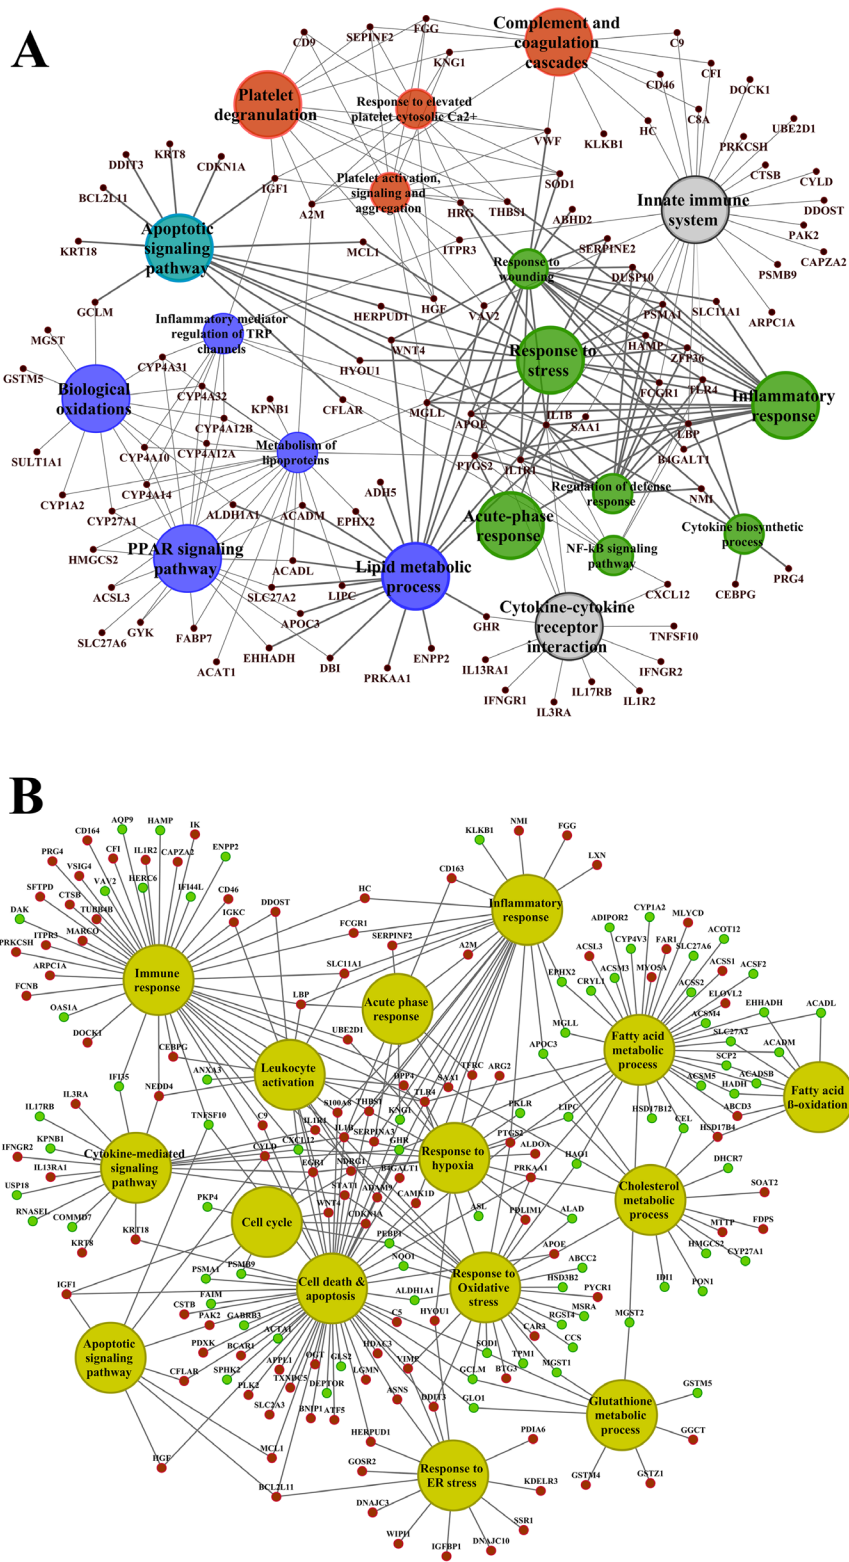 A
CD9
SEPINF2
FGG
KNG1
Complement and
coagulation
cascades
C9
CFI
CD46
DOCK1
C8A
HC
KLKB1
UBE2D1
PRKCSH
Platelet
degranulation
Response to elevated
platelet cytosolic Ca2+
VWF
KRT8
DDIT3
CDKN1A
BCL2L11
IGF1
Platelet activation,
signaling and
aggregation
SOD1
CTSB
CYLD
DDOST
PAK2
CAPZA2
PSMB9
ARPC1A
Innate immune
system
A2M
HRG
THBS1
ABHD2
SERPINE2
KRT18
Apoptotic
signaling
pathway
MCL1
ITPR3
Response to
wounding
DUSP10
GCLM
Inflammatory mediator
regulation of TRP
channels
HERPUD1
HGF
VAV2
PSMA1
SLC11A1
MGST
GSTM5
CYP4A31
WNT4
HYOU1
Response to
stress
HAMP
ZFP36
Biological
oxidations
CYP4A32
KPNB1
CFLAR
MGLL
FCGR1
TLR4
Inflammatory
response
CYP4A12B
APOE
IL1B
SAA1
LBP
SULT1A1
CYP4A10
CYP4A12A
Metabolism of
lipoproteins
PTGS2
IL1R1
B4GALT1
CYP1A2
CYP4A14
ADH5
Regulation of defense
response
NMI
CYP27A1
ALDH1A1
ACADM
EPHX2
Acute-phase
response
Cytokine biosynthetic
process
HMGCS2
PPAR signaling
pathway
ACADL
Lipid metabolic
process
NF-kB signaling
pathway
PRG4
CEBPG
ACSL3
SLC27A2
LIPC
CXCL12
GYK
FABP7
APOC3
GHR
Cytokine-cytokine
receptor
interaction
TNFSF10
SLC27A6
ACAT1
EHHADH
DBI
PRKAA1
ENPP2
IL13RA1
IFNGR1
IL3RA
IL17RB
IL1R2
IFNGR2
B
AQP9
HAMP
IK
CD164
CFI
IL1R2
CAPZA2
ENPP2
PRG4
VSIG4
VAV2
HERC6
IFI44L
CD46
SFTPD
CTSB
TUBB4B
IGKC
DDOST
DAK
ITPR3
MARCO
PRKCSH
ARPC1A
FCNB
OAS1A
DOCK1
Immune
response
HC
FCGR1
SLC11A1
SERPINF2
CD163
KLKB1
NMI
FGG
LXN
Inflammatory
response
A2M
LBP
Acute phase
response
UBE2D1
ADIPOR2
CYP1A2
MLYCD
ACSL3
CYP4V3
FAR1
ACOT12
SLC27A6
EPHX2
CRYL1
ACSM3
MYO5A
ACSS1
ACSF2
ACSS2
ELOVL2
MGLL
ACSM4
EHHADH
ACADL
SLC27A2
APOC3
Fatty acid
metabolic
process
ACADM
SCP2
ACSM5
ACADSB
HADH
Fatty acid
ß-oxidation
HSD17B12
CEL
ABCD3
HSD17B4
CEBPG
IFI35
ANXA3
NEDD4
Leukocyte
activation
DPP4
SAA1
TFRC
ARG2
TLR4
IL3RA
IL17RB
TNFSF10
C9
S100A8
THBS1
KNG1
PKLR
LIPC
IFNGR2
KPNB1
CXCL12
IL1R1
IL1B
SERPINA3
GHR
PTGS2
ALDOA
IL13RA1
Cytokine-mediated
signaling
pathway
CYLD
EGR1
NDRG1
B4GALT1
Response to
hypoxia
PRKAA1
HAO1
DHCR7
USP18
RNASEL
COMMD7
PKP4
STAT1
ADAM9
CAMK1D
WNT4
CDKN1A
ASL
PDLIM1
ALAD
Cholesterol
metabolic
process
SOAT2
MTTP
FDPS
KRT8
KRT18
Cell cycle
PEBP1
APOE
HMGCS2
CYP27A1
PSMA1
PSMB9
NQO1
ABCC2
IDI1
PON1
IGF1
FAIM
Cell death &
apoptosis
ALDH1A1
Response to
Oxidative
stress
HSD3B2
PYCR1
CSTB
PAK2
GABRB3
MSRA
RGS14
MGST2
C5
HYOU1
CAR3
CCS
Apoptotic
signaling
pathway
PDXK
BCAR1
ACTA1
HDAC3
SOD1
CFLAR
SPHK2
APPL1
OGT
GLS2
VIMP
GCLM
TPM1
MGST1
PLK2
TXNDC5
LGMN
BTG3
DEPTOR
ASNS
DDIT3
GLO1
GSTM5
SLC2A3
BNIP1
ATF5
Glutathione
metabolic
process
GGCT
HGF
MCL1
HERPUD1
PDIA6
BCL2L11
GOSR2
Response to
ER stress
KDELR3
GSTM4
GSTZ1
DNAJC3
SSR1
WIPI1
IGFBP1
DNAJC10